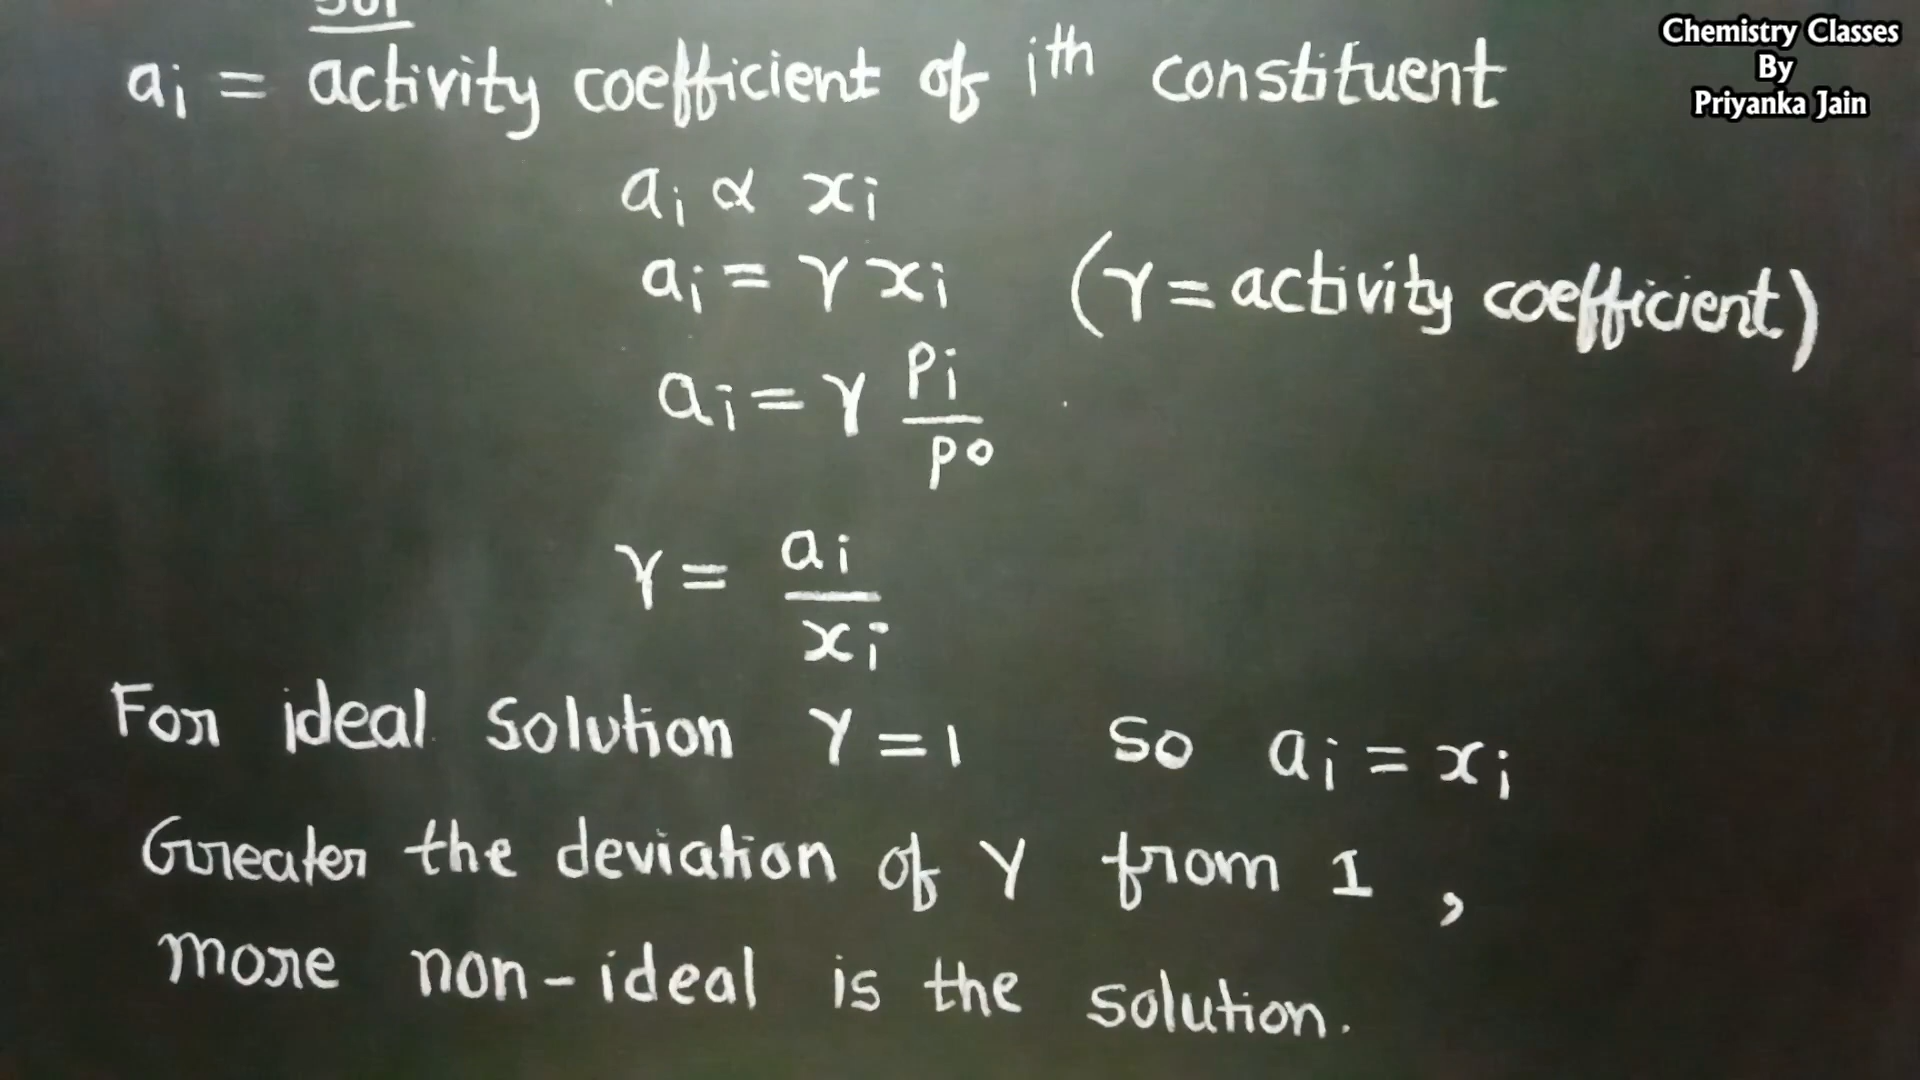 Chemistry Classes
By
Priyanka Jain
ai = activity coefficient of ith constituent
ai ∝ xi
ai = γ xi (γ = activity coefficient)
ai = γ Pi / P0
γ = ai / xi
For ideal solution γ = 1 so ai = xi
Greater the deviation of γ from 1 ,
more non-ideal is the solution.